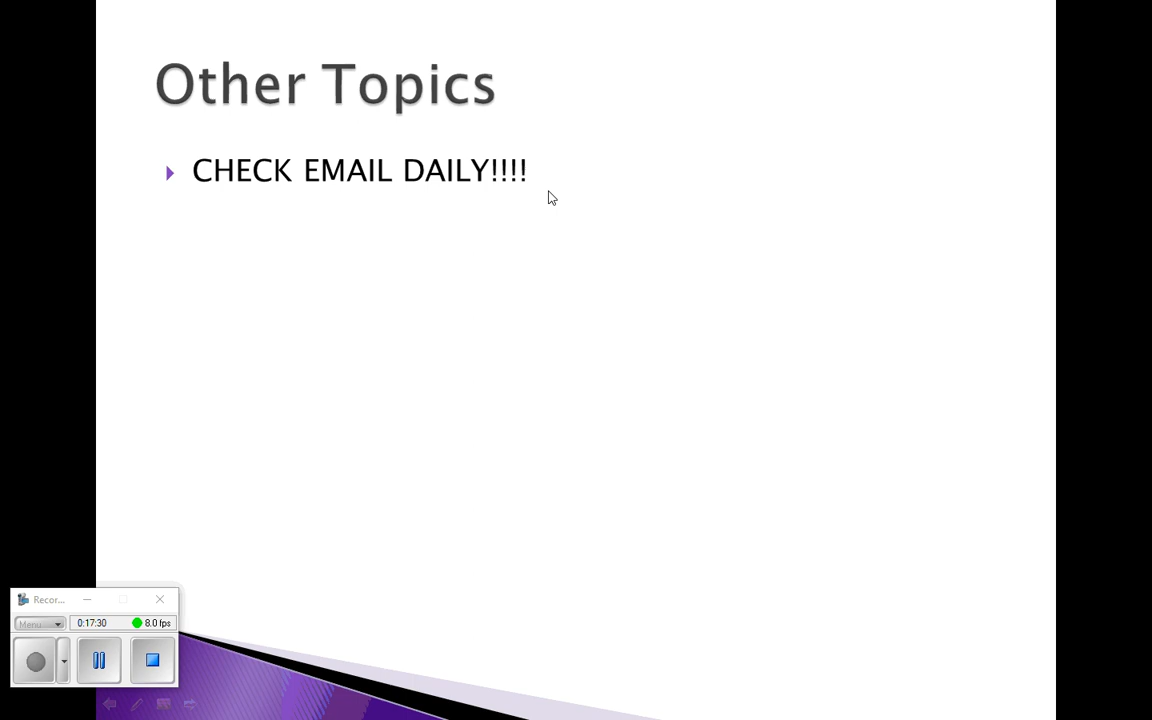 Other Topics
CHECK EMAIL DAILY!!!!
Recor...
Menu
0:17:30
8.0 fps